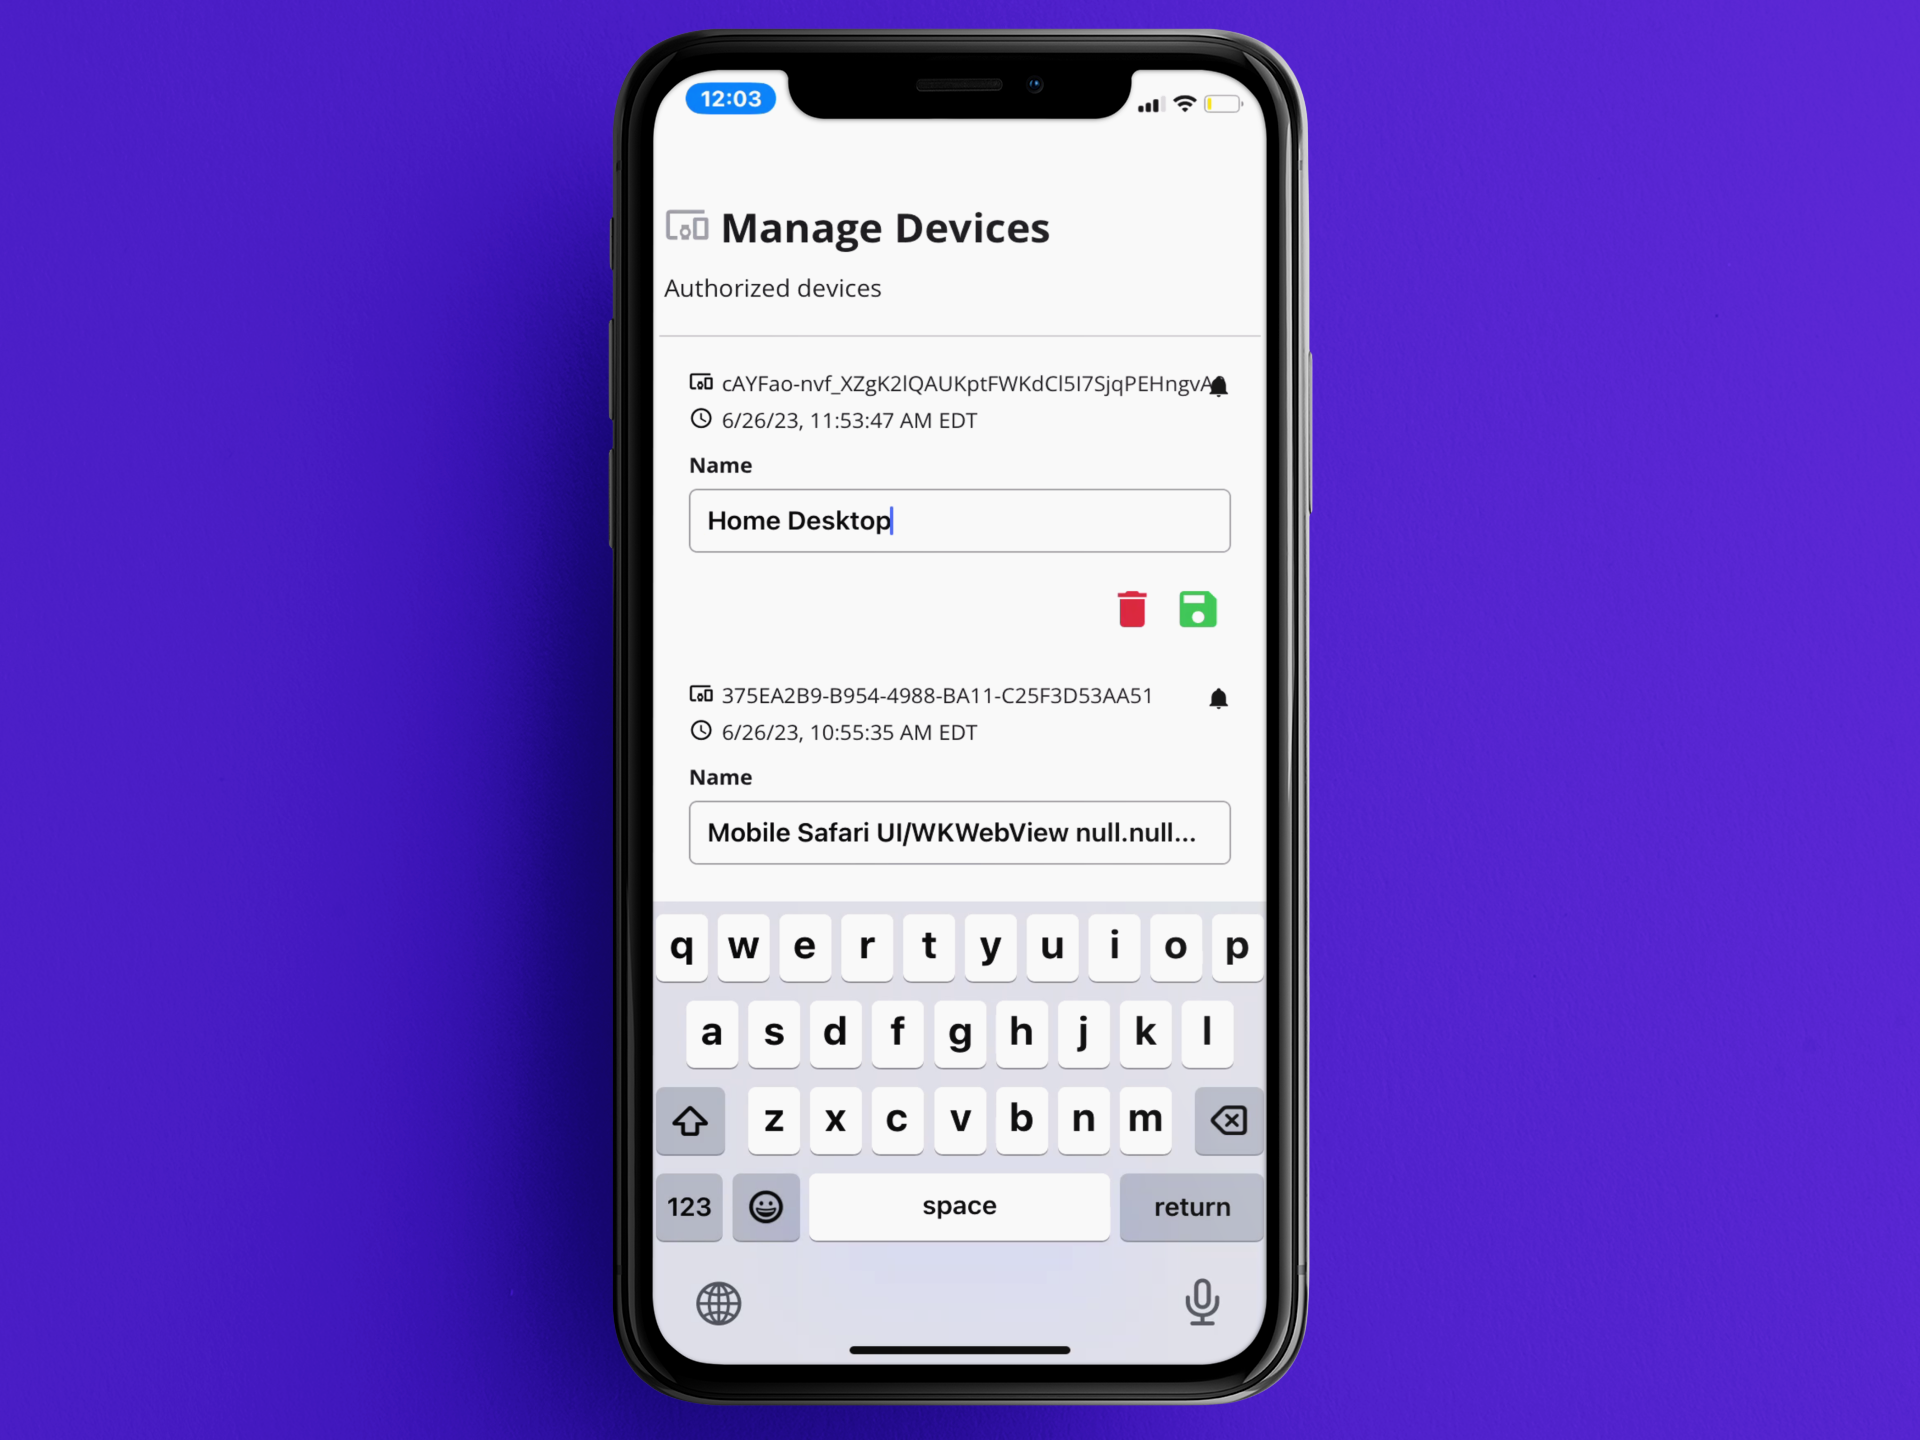 12:03
Manage Devices
Authorized devices
cAYFao-nvf_XZgK2lQAUKptFWKdCl5I7SjqPEHngvA
6/26/23, 11:53:47 AM EDT
Name
Home Desktop
375EA2B9-B954-4988-BA11-C25F3D53AA51
6/26/23, 10:55:35 AM EDT
Name
Mobile Safari UI/WKWebView null.null...
q w e r t y u i o p
a s d f g h j k l
z x c v b n m
123 space return